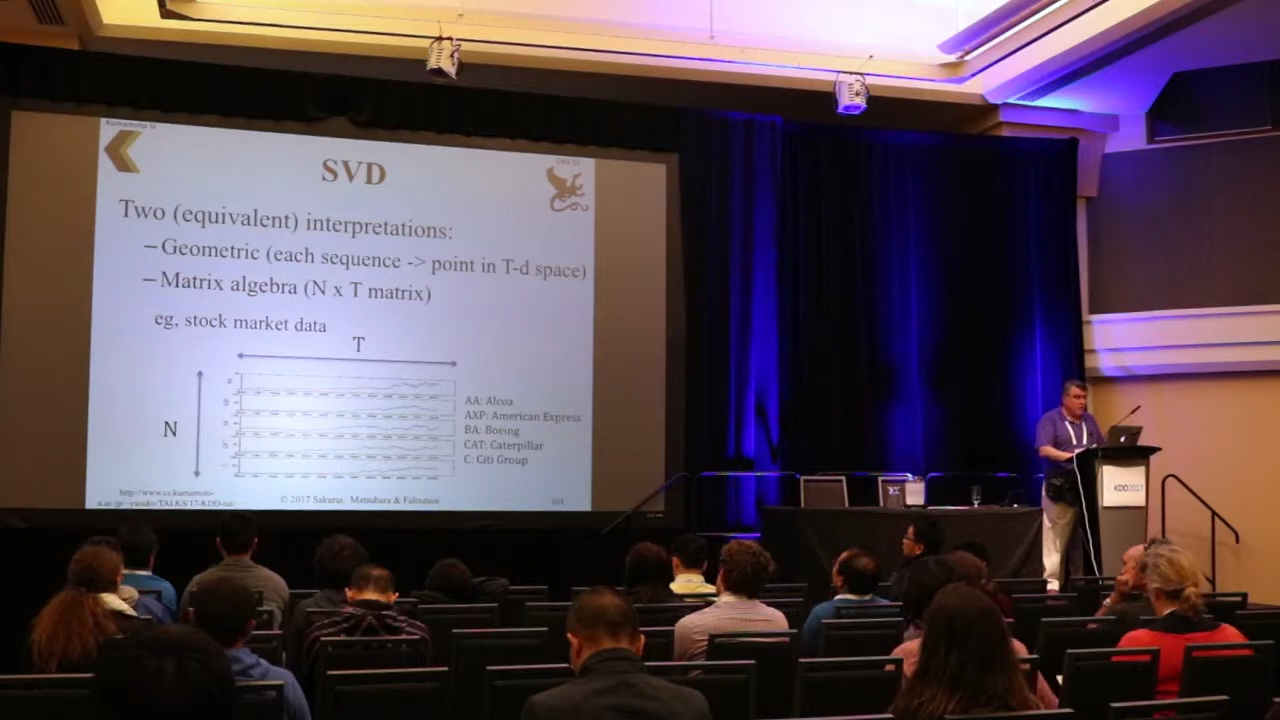 Kumamoto U
SVD
Two (equivalent) interpretations:
–Geometric (each sequence -> point in T-d space)
–Matrix algebra (N x T matrix)
eg, stock market data
T
N
AA: Alcoa
AXP: American Express
BA: Boeing
CAT: Caterpillar
C: Citi Group
© 2017 Sakurai, Matsubara & Faloutsos
101
KDD2017